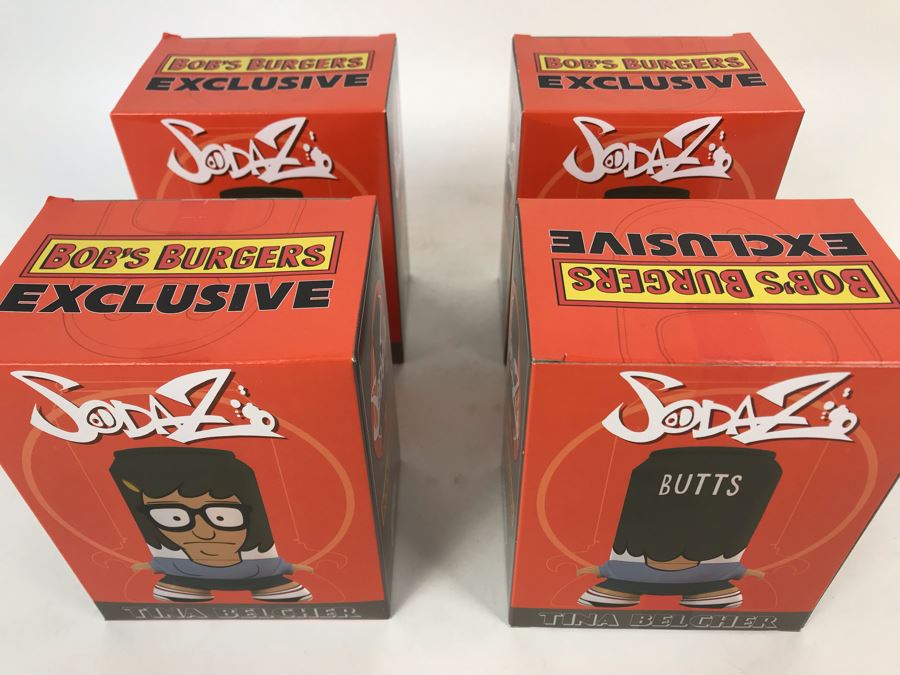 BOB'S BURGERS
EXCLUSIVE
SODAZ
BOB'S BURGERS
EXCLUSIVE
SODAZ
BOB'S BURGERS
EXCLUSIVE
SODAZ
TINA BELCHER
BOB'S BURGERS
EXCLUSIVE
SODAZ
BUTTS
TINA BELCHER